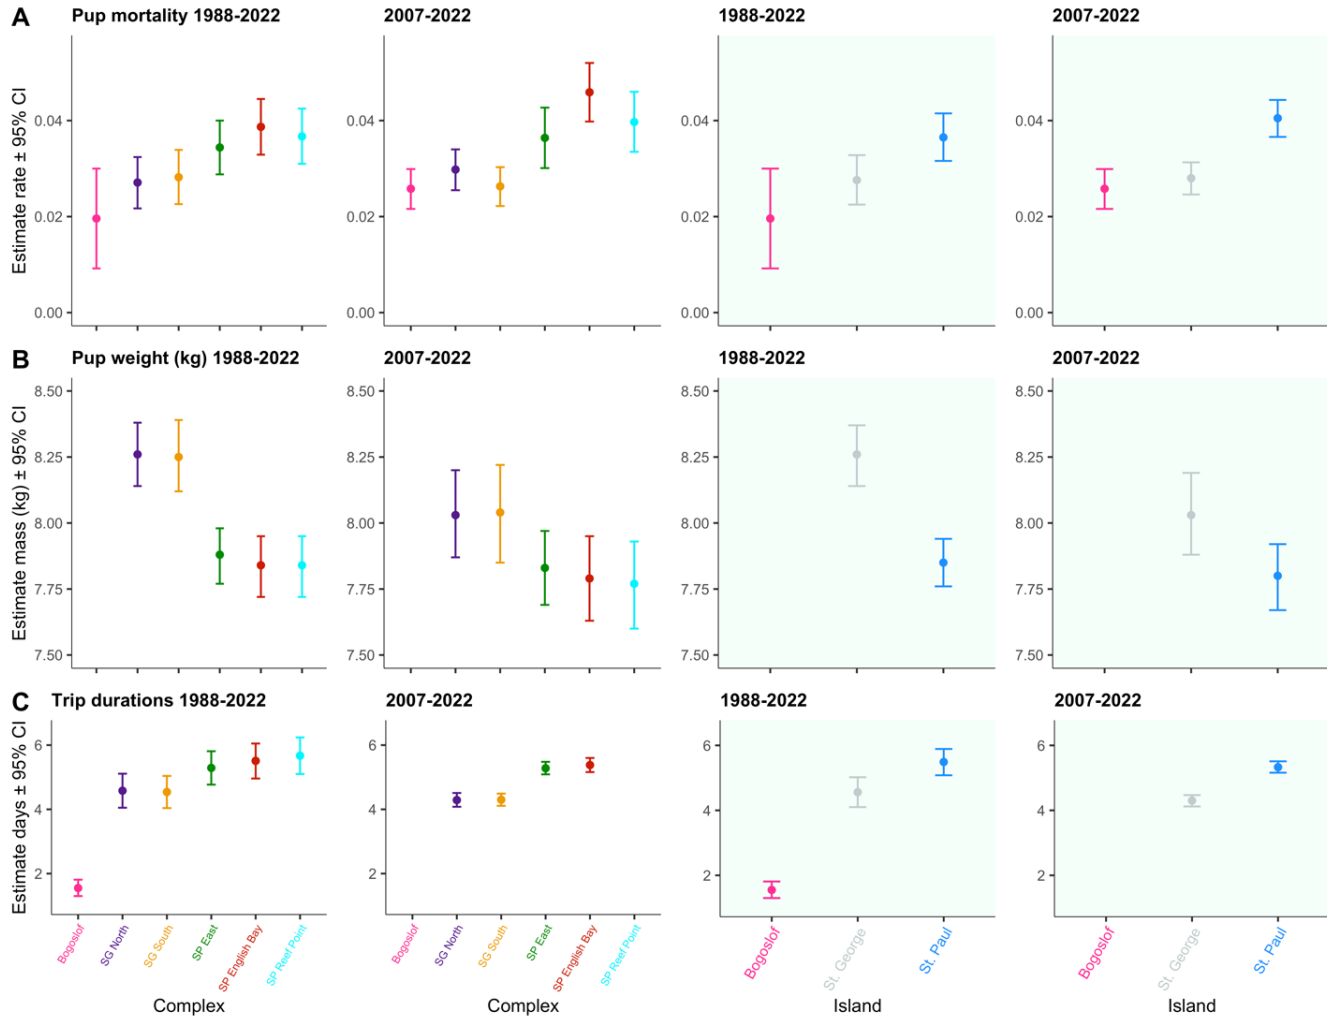 A
Pup mortality 1988-2022
2007-2022
1988-2022
2007-2022
Estimate rate ± 95% CI
0.04
0.02
0.00
0.04
0.02
0.00
0.04
0.02
0.00
0.04
0.02
0.00
B
Pup weight (kg) 1988-2022
2007-2022
1988-2022
2007-2022
Estimate mass (kg) ± 95% CI
8.50
8.25
8.00
7.75
7.50
8.50
8.25
8.00
7.75
7.50
8.50
8.25
8.00
7.75
7.50
8.50
8.25
8.00
7.75
7.50
C
Trip durations 1988-2022
2007-2022
1988-2022
2007-2022
Estimate days ± 95% CI
6
4
2
6
4
2
6
4
2
6
4
2
Bogoslof
SG North
SG South
SP East
SP English Bay
SP Reef Point
Complex
Bogoslof
SG North
SG South
SP East
SP English Bay
SP Reef Point
Complex
Bogoslof
St. George
St. Paul
Island
Bogoslof
St. George
St. Paul
Island